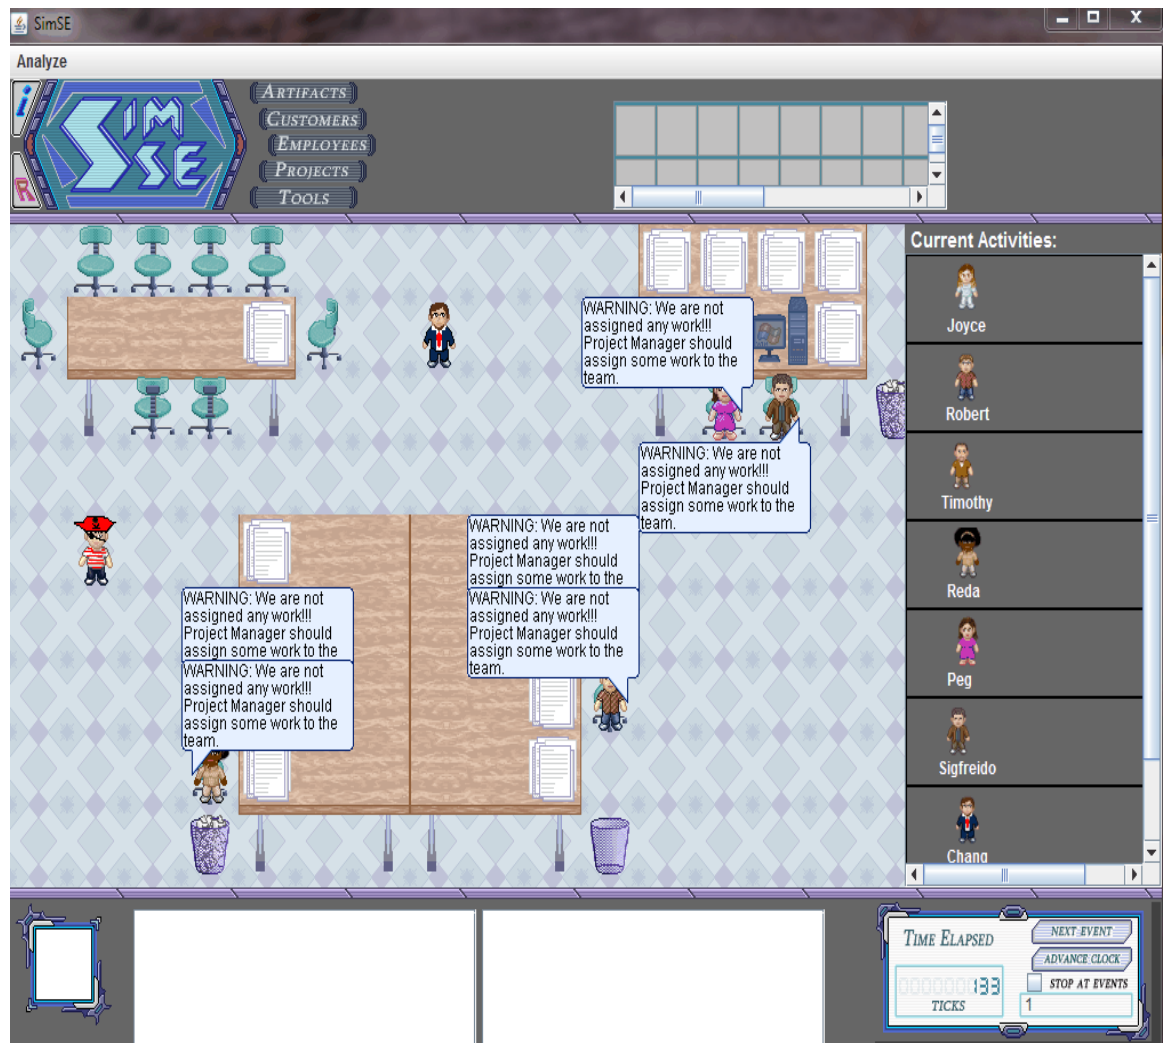 SimSE
Analyze
i
R
SIM
SE
ARTIFACTS
CUSTOMERS
EMPLOYEES
PROJECTS
TOOLS
Current Activities:
Joyce
Robert
Timothy
Reda
Peg
Sigfreido
Chang
WARNING: We are not
assigned any work!!!
Project Manager should
assign some work to the
team.
WARNING: We are not
assigned any work!!!
Project Manager should
assign some work to the
team.
WARNING: We are not
assigned any work!!!
Project Manager should
assign some work to the
WARNING: We are not
assigned any work!!!
Project Manager should
assign some work to the
team.
WARNING: We are not
assigned any work!!!
Project Manager should
assign some work to the
WARNING: We are not
assigned any work!!!
Project Manager should
assign some work to the
team.
TIME ELAPSED
NEXT EVENT
ADVANCE CLOCK
STOP AT EVENTS
133
TICKS
1